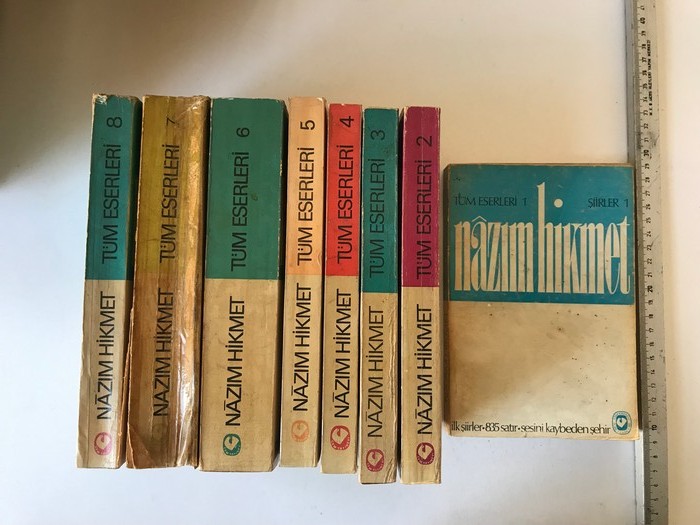 NÂZIM HİKMET TÜM ESERLERİ 8
NÂZIM HİKMET TÜM ESERLERİ 7
NÂZIM HİKMET TÜM ESERLERİ 6
NÂZIM HİKMET TÜM ESERLERİ 5
NÂZIM HİKMET TÜM ESERLERİ 4
NÂZIM HİKMET TÜM ESERLERİ 3
NÂZIM HİKMET TÜM ESERLERİ 2
TÜM ESERLERİ 1 ŞİİRLER 1
nâzım hikmet
ilk şiirler•835 satır•sesini kaybeden şehir